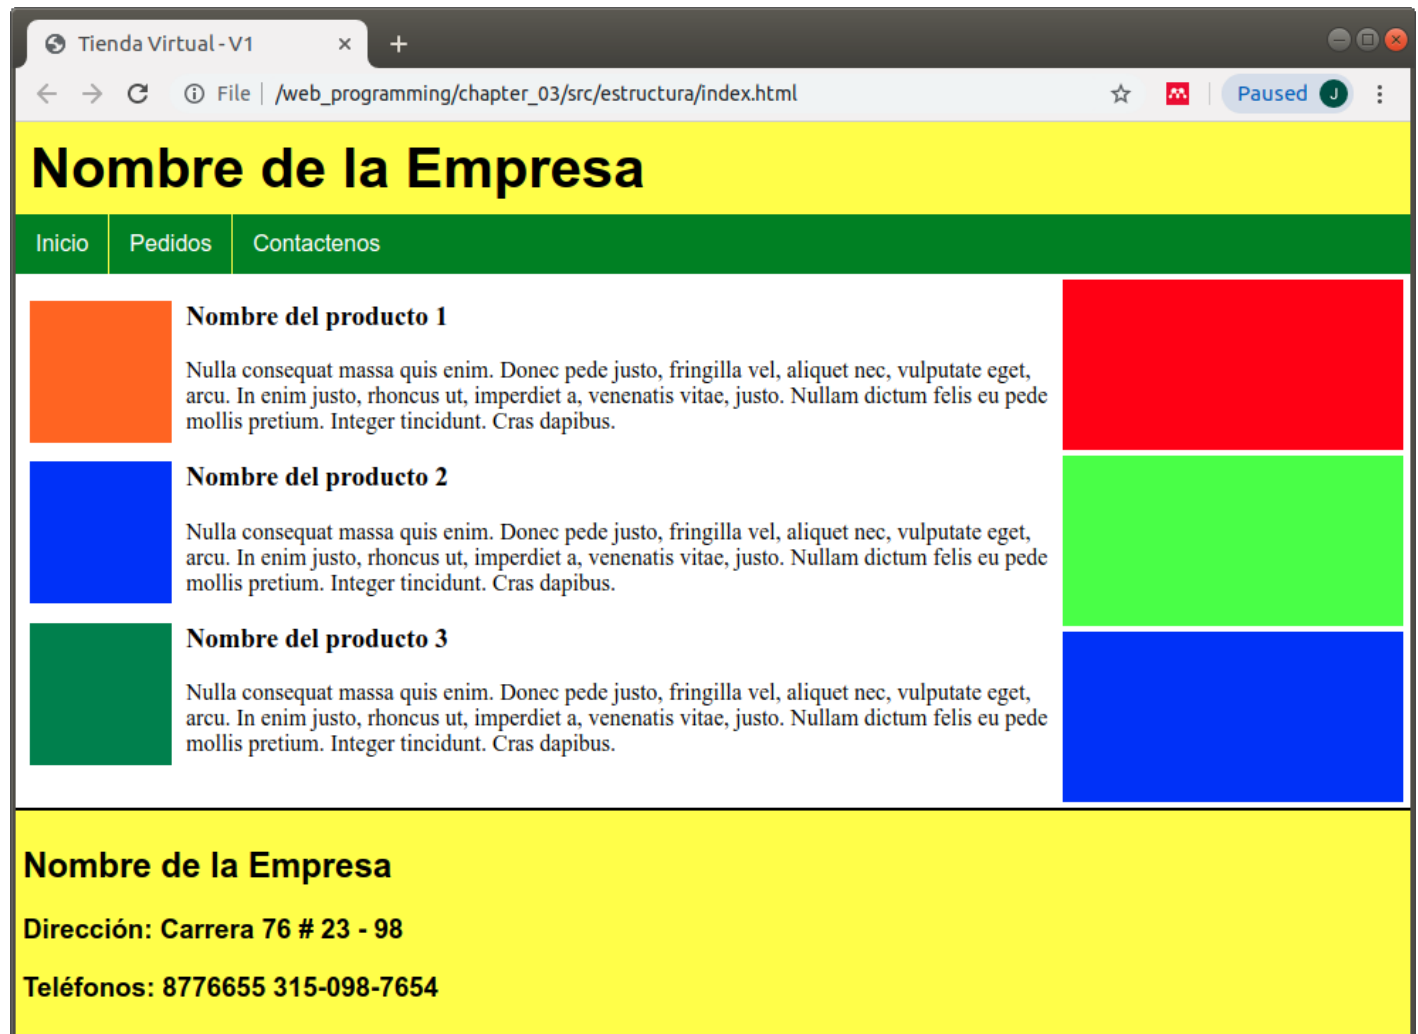 Tienda Virtual - V1
File | /web_programming/chapter_03/src/estructura/index.html
Paused J
Nombre de la Empresa
Inicio Pedidos Contactenos
Nombre del producto 1
Nulla consequat massa quis enim. Donec pede justo, fringilla vel, aliquet nec, vulputate eget,
arcu. In enim justo, rhoncus ut, imperdiet a, venenatis vitae, justo. Nullam dictum felis eu pede
mollis pretium. Integer tincidunt. Cras dapibus.
Nombre del producto 2
Nulla consequat massa quis enim. Donec pede justo, fringilla vel, aliquet nec, vulputate eget,
arcu. In enim justo, rhoncus ut, imperdiet a, venenatis vitae, justo. Nullam dictum felis eu pede
mollis pretium. Integer tincidunt. Cras dapibus.
Nombre del producto 3
Nulla consequat massa quis enim. Donec pede justo, fringilla vel, aliquet nec, vulputate eget,
arcu. In enim justo, rhoncus ut, imperdiet a, venenatis vitae, justo. Nullam dictum felis eu pede
mollis pretium. Integer tincidunt. Cras dapibus.
Nombre de la Empresa
Dirección: Carrera 76 # 23 - 98
Teléfonos: 8776655 315-098-7654